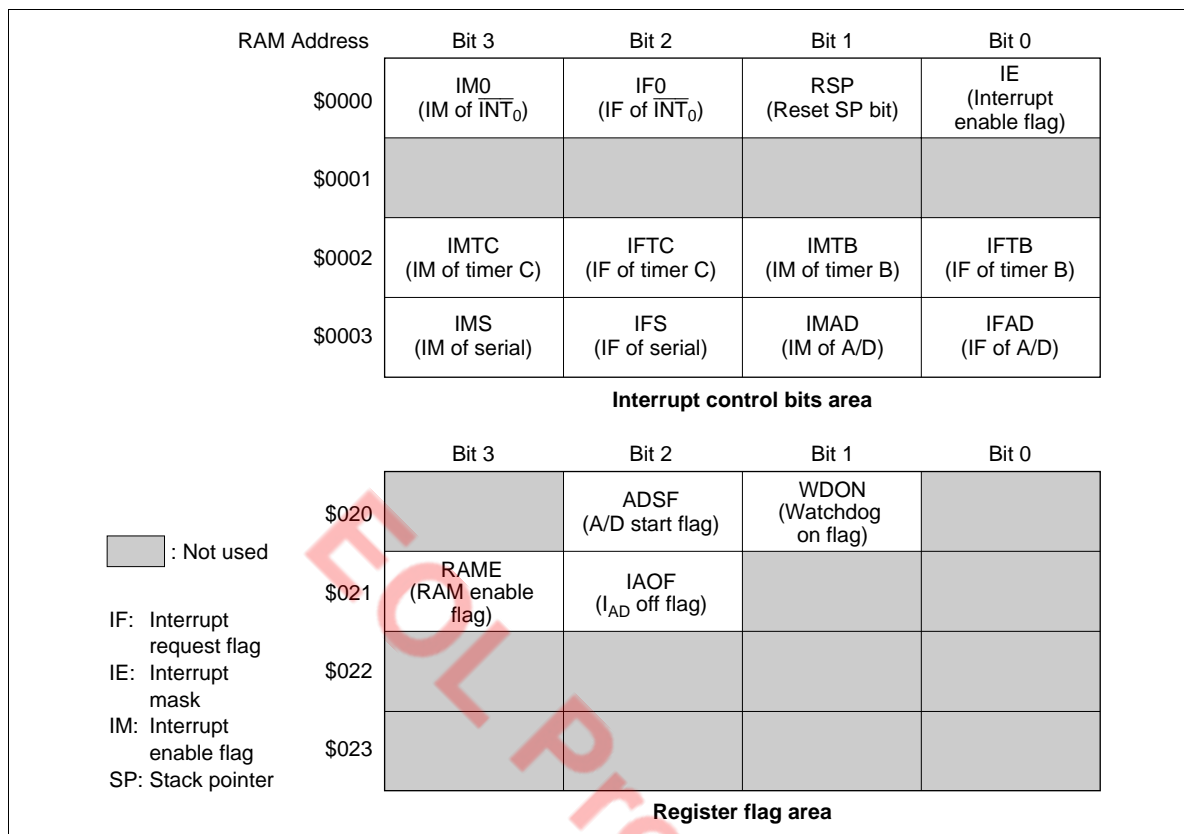 RAM Address Bit 3 Bit 2 Bit 1 Bit 0
$0000
IM0
(IM of INT0)
IF0
(IF of INT0)
RSP
(Reset SP bit)
IE
(Interrupt
enable flag)
$0001
$0002
IMTC
(IM of timer C)
IFTC
(IF of timer C)
IMTB
(IM of timer B)
IFTB
(IF of timer B)
$0003
IMS
(IM of serial)
IFS
(IF of serial)
IMAD
(IM of A/D)
IFAD
(IF of A/D)
Interrupt control bits area
Bit 3 Bit 2 Bit 1 Bit 0
$020
ADSF
(A/D start flag)
WDON
(Watchdog
on flag)
$021
RAME
(RAM enable
flag)
IAOF
(IAD off flag)
$022
$023
Register flag area
: Not used
IF: Interrupt
request flag
IE: Interrupt
mask
IM: Interrupt
enable flag
SP: Stack pointer
EOL Pro